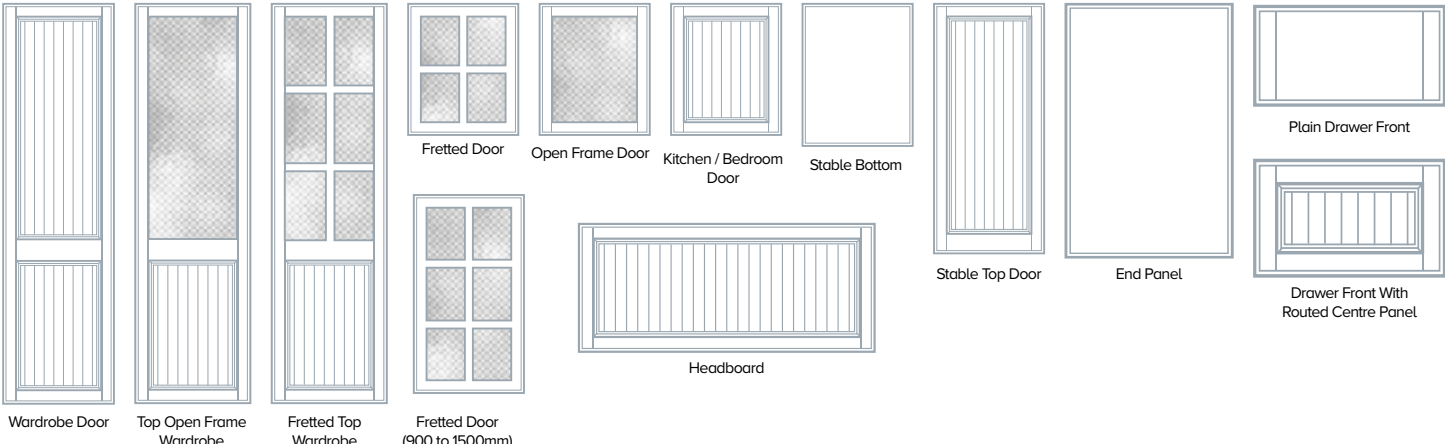 Wardrobe Door
Top Open Frame
Wardrobe
Fretted Top
Wardrobe
Fretted Door
Fretted Door
(900 to 1500mm)
Open Frame Door
Kitchen / Bedroom
Door
Stable Bottom
Headboard
Stable Top Door
End Panel
Plain Drawer Front
Drawer Front With
Routed Centre Panel